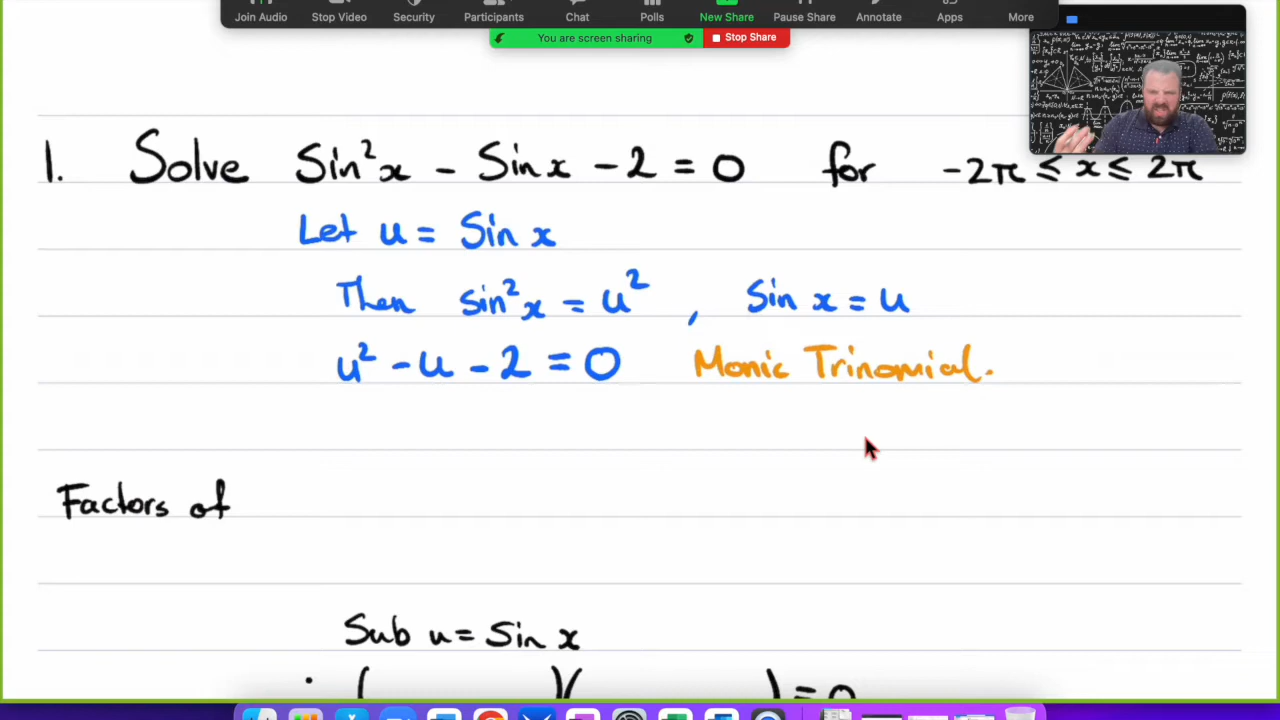 Join Audio Stop Video Security Participants Chat Polls New Share Pause Share Annotate Apps More
You are screen sharing Stop Share
1. Solve Sin²x - Sin x - 2 = 0 for -2π ≤ x ≤ 2π
Let u = Sin x
Then sin²x = u², Sin x = u
u² - u - 2 = 0 Monic Trinomial.
Factors of
Sub u = Sin x
( )( ) = 0